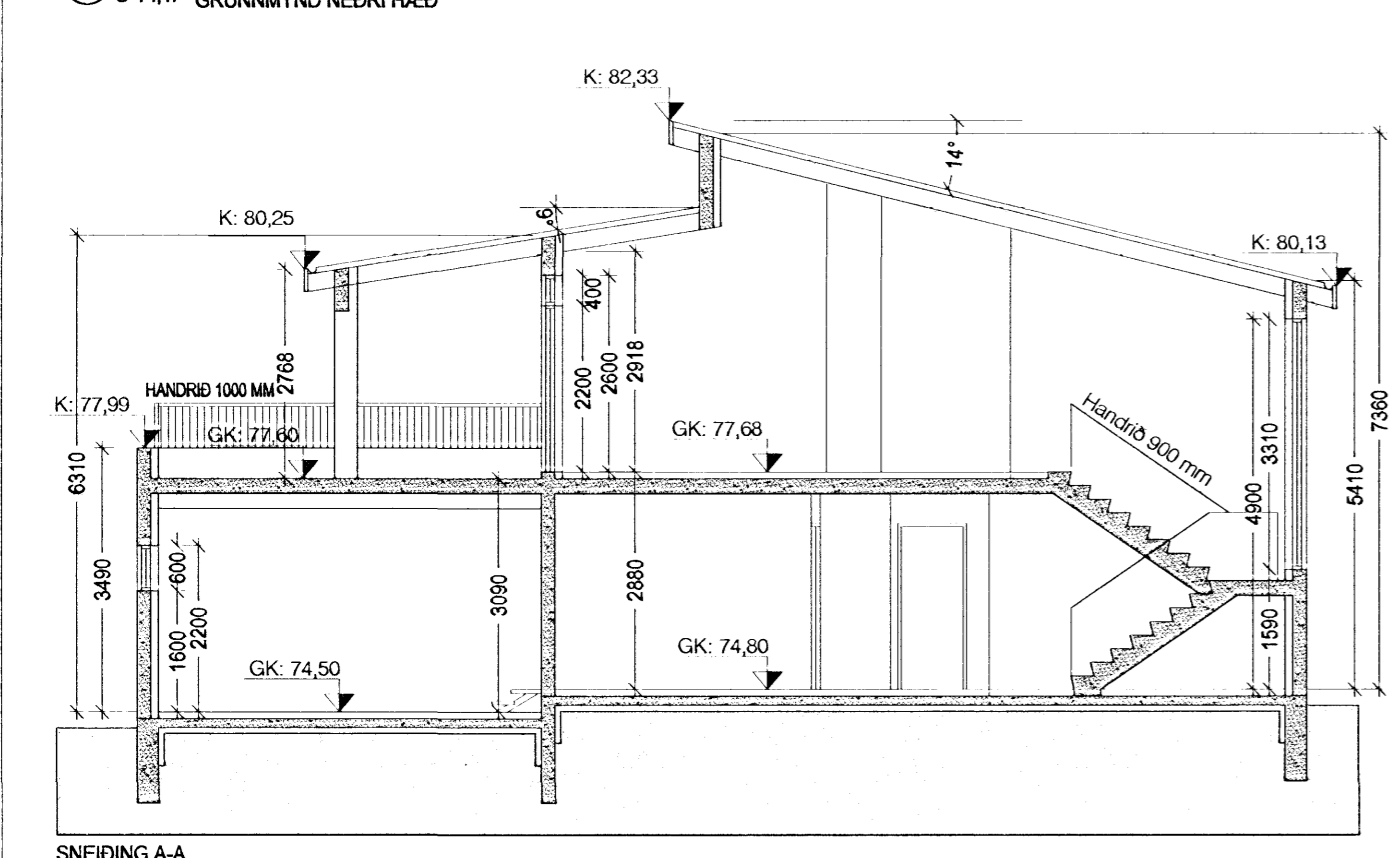 GRUNNMYND NEÐRI HÆÐ
K: 82,33
14°
K: 80,25
9°
K: 80,13
400
2768
2200
2600
2918
HANDRIÐ 1000 MM
K: 77,99
GK: 77,60
GK: 77,68
Handrið 900 mm
7360
6310
3310
4900
5410
3490
600
1600
2200
3090
2880
1590
GK: 74,50
GK: 74,80
SNEIÐING A-A